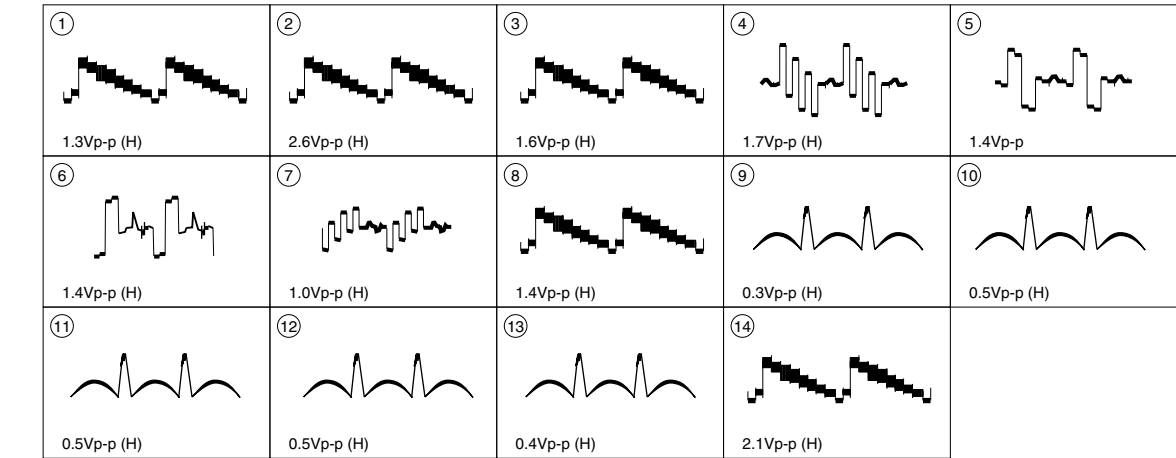 ① ② ③ ④ ⑤
1.3Vp-p (H) 2.6Vp-p (H) 1.6Vp-p (H) 1.7Vp-p (H) 1.4Vp-p
⑥ ⑦ ⑧ ⑨ ⑩
1.4Vp-p (H) 1.0Vp-p (H) 1.4Vp-p (H) 0.3Vp-p (H) 0.5Vp-p (H)
⑪ ⑫ ⑬ ⑭
0.5Vp-p (H) 0.5Vp-p (H) 0.4Vp-p (H) 2.1Vp-p (H)